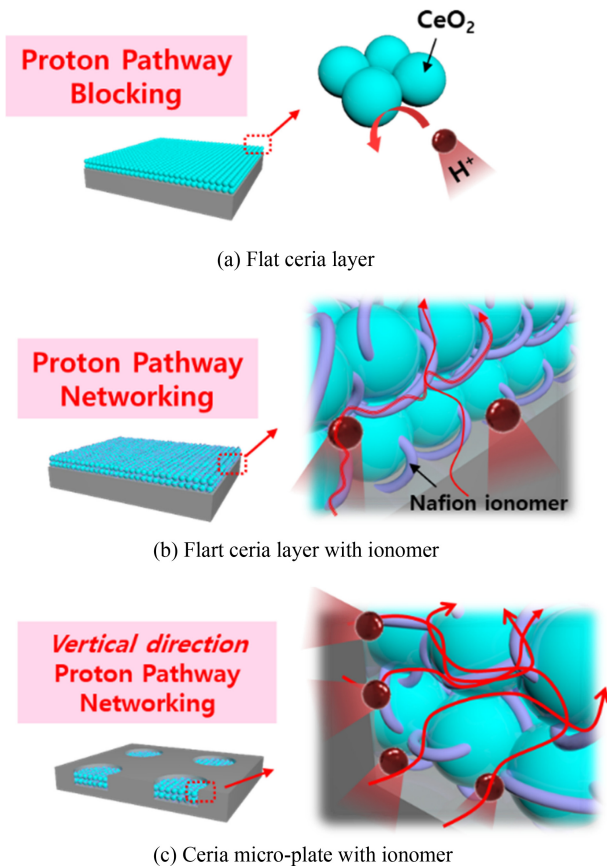 Proton Pathway
Blocking
CeO2
H+
(a) Flat ceria layer
Proton Pathway
Networking
Nafion ionomer
(b) Flart ceria layer with ionomer
Vertical direction
Proton Pathway
Networking
(c) Ceria micro-plate with ionomer